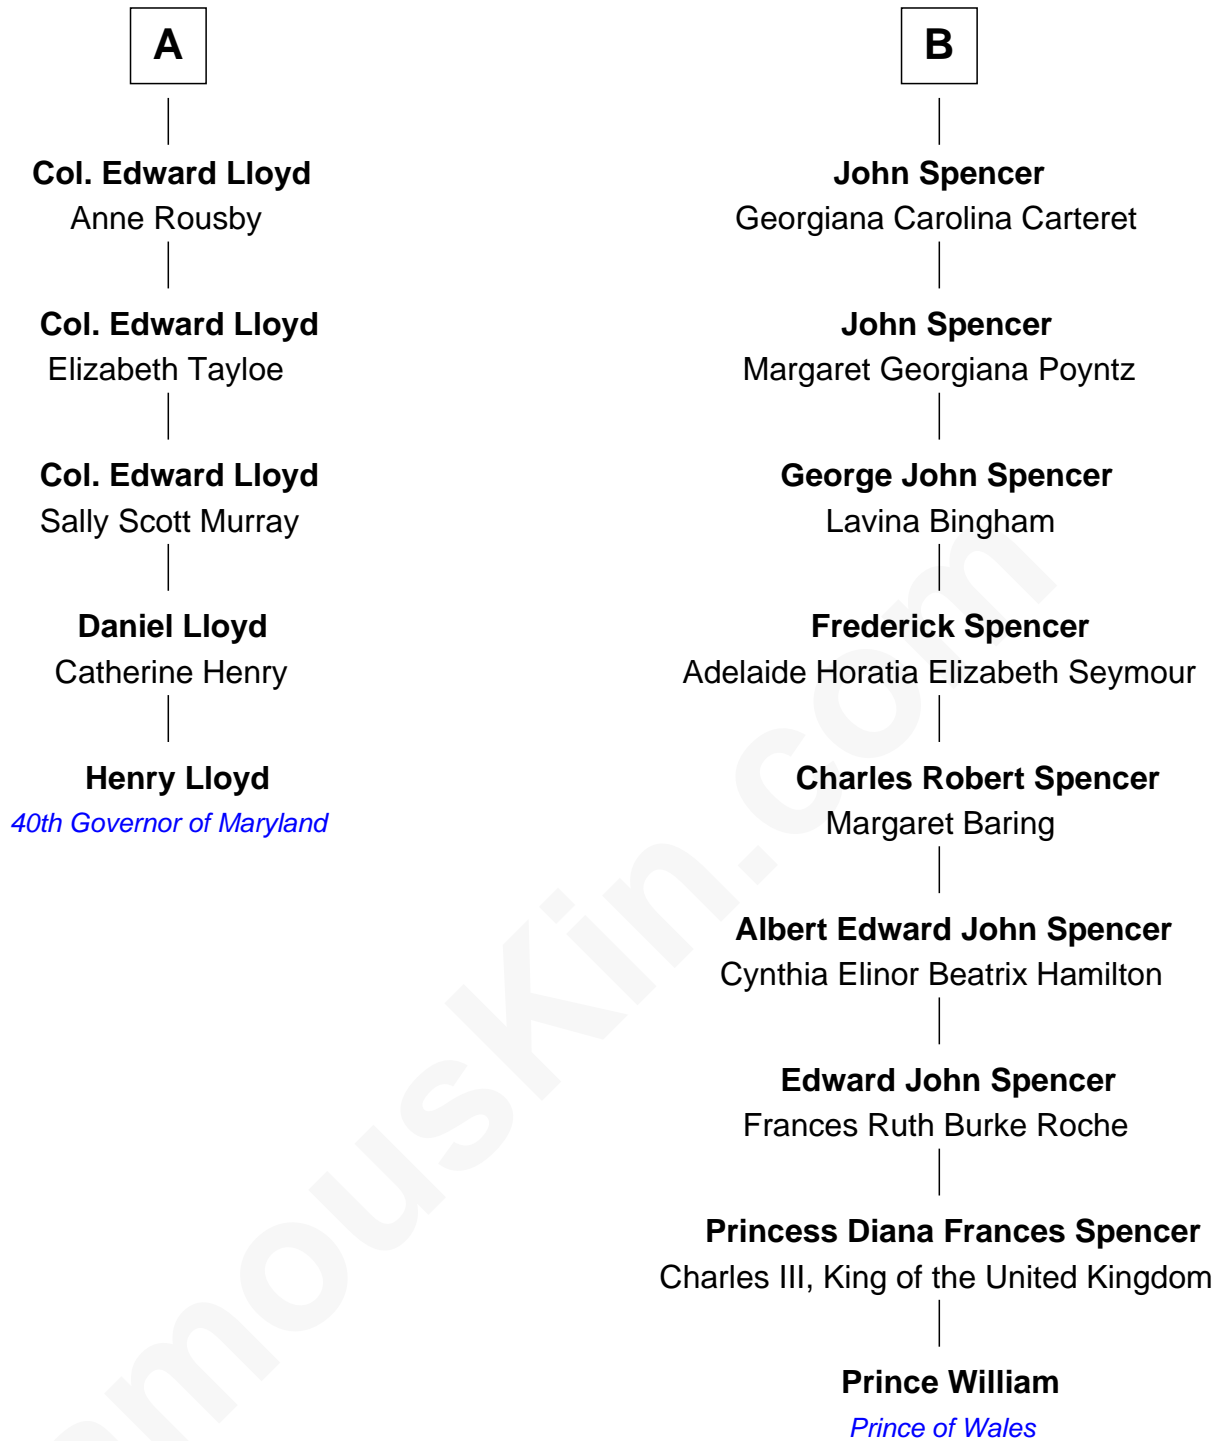 A
Col. Edward Lloyd
Anne Rousby
Col. Edward Lloyd
Elizabeth Tayloe
Col. Edward Lloyd
Sally Scott Murray
Daniel Lloyd
Catherine Henry
Henry Lloyd
40th Governor of Maryland
B
John Spencer
Georgiana Carolina Carteret
John Spencer
Margaret Georgiana Poyntz
George John Spencer
Lavina Bingham
Frederick Spencer
Adelaide Horatia Elizabeth Seymour
Charles Robert Spencer
Margaret Baring
Albert Edward John Spencer
Cynthia Elinor Beatrix Hamilton
Edward John Spencer
Frances Ruth Burke Roche
Princess Diana Frances Spencer
Charles III, King of the United Kingdom
Prince William
Prince of Wales
amousKin.com